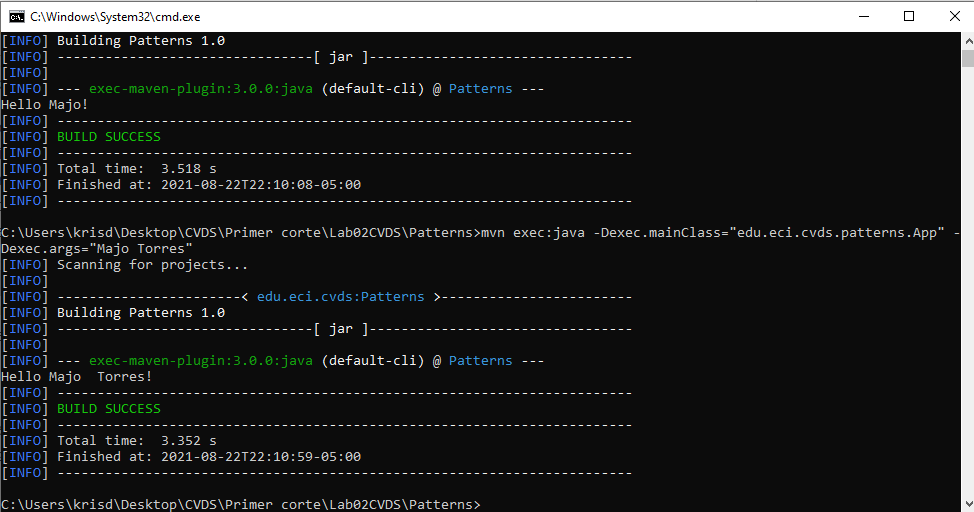 C:\Windows\System32\cmd.exe
[INFO] Building Patterns 1.0
[INFO] --------------------------------[ jar ]---------------------------------
[INFO]
[INFO] --- exec-maven-plugin:3.0.0:java (default-cli) @ Patterns ---
Hello Majo!
[INFO] ------------------------------------------------------------------------
[INFO] BUILD SUCCESS
[INFO] ------------------------------------------------------------------------
[INFO] Total time:  3.518 s
[INFO] Finished at: 2021-08-22T22:10:08-05:00
[INFO] ------------------------------------------------------------------------
C:\Users\krisd\Desktop\CVDS\Primer corte\Lab02CVDS\Patterns>mvn exec:java -Dexec.mainClass="edu.eci.cvds.patterns.App" -
Dexec.args="Majo Torres"
[INFO] Scanning for projects...
[INFO]
[INFO] -----------------------< edu.eci.cvds:Patterns >------------------------
[INFO] Building Patterns 1.0
[INFO] --------------------------------[ jar ]---------------------------------
[INFO]
[INFO] --- exec-maven-plugin:3.0.0:java (default-cli) @ Patterns ---
Hello Majo  Torres!
[INFO] ------------------------------------------------------------------------
[INFO] BUILD SUCCESS
[INFO] ------------------------------------------------------------------------
[INFO] Total time:  3.352 s
[INFO] Finished at: 2021-08-22T22:10:59-05:00
[INFO] ------------------------------------------------------------------------
C:\Users\krisd\Desktop\CVDS\Primer corte\Lab02CVDS\Patterns>